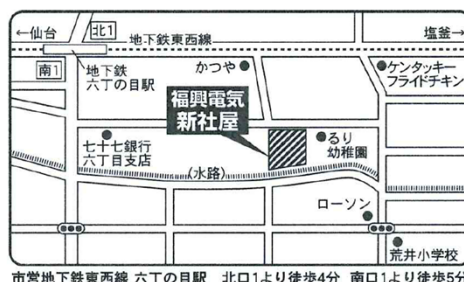 ←仙台
北1
地下鉄東西線
塩釜→
南1
地下鉄
六丁の目駅
かつや
ケンタッキー
フライドチキン
福興電気
新社屋
七十七銀行
六丁目支店
るり
幼稚園
(水路)
ローソン
荒井小学校
市営地下鉄東西線 六丁の目駅 北口1より徒歩4分 南口1より徒歩5分